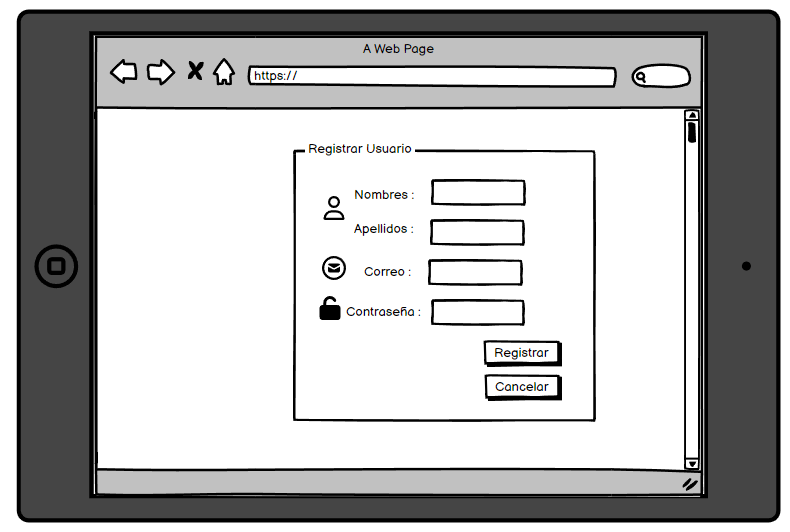 A Web Page
https://
Registrar Usuario
Nombres :
Apellidos :
Correo :
Contraseña :
Registrar
Cancelar